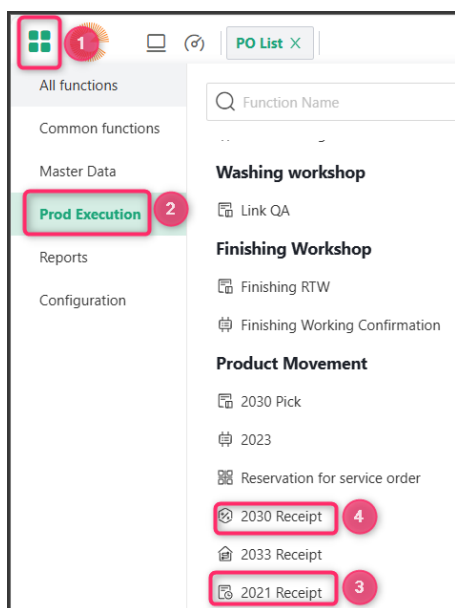 1
PO List ×
All functions
Function Name
Common functions
Master Data
Washing workshop
Prod Execution 2
Link QA
Reports
Finishing Workshop
Finishing RTW
Configuration
Finishing Working Confirmation
Product Movement
2030 Pick
2023
Reservation for service order
2030 Receipt 4
2033 Receipt
2021 Receipt 3